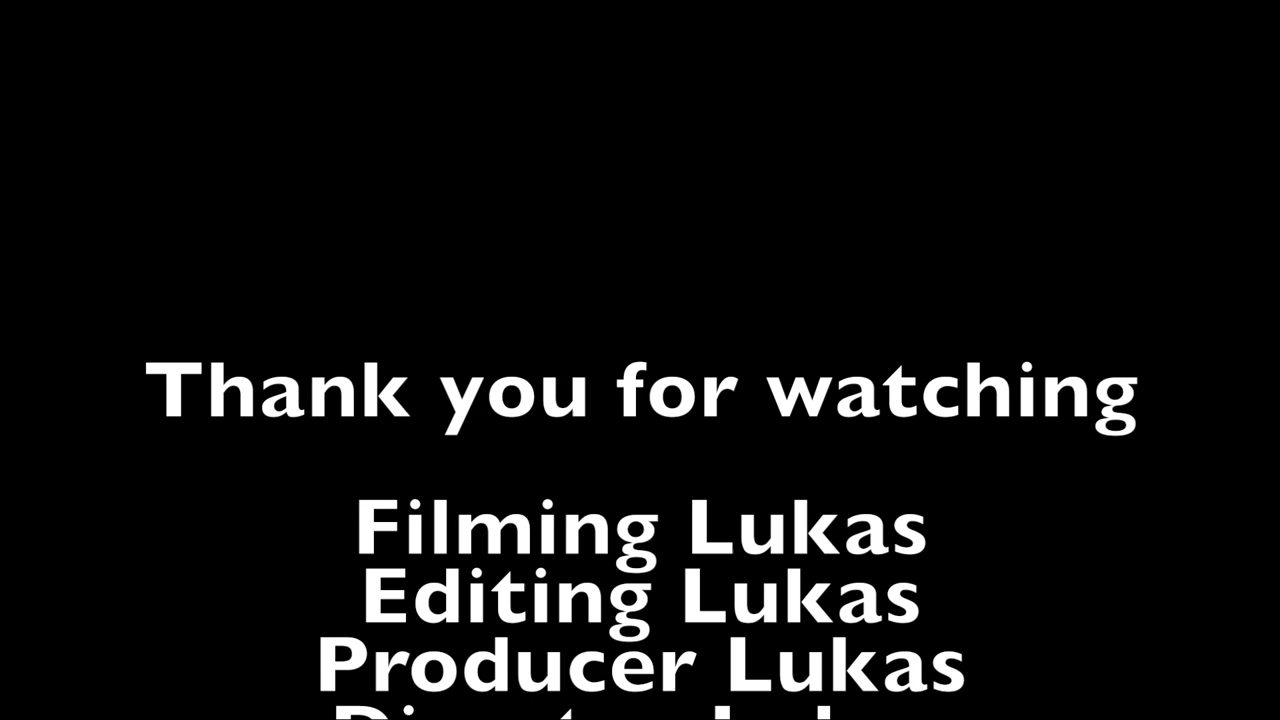 Thank you for watching
Filming Lukas
Editing Lukas
Producer Lukas